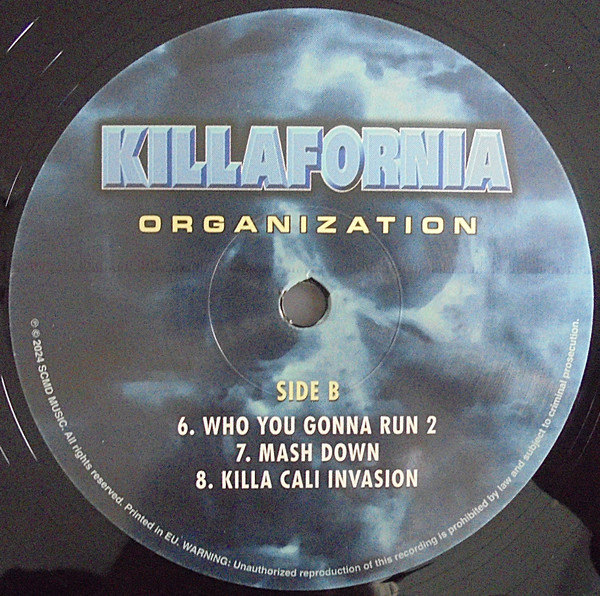 KILLAFORNIA
ORGANIZATION
SIDE B
6. WHO YOU GONNA RUN 2
7. MASH DOWN
8. KILLA CALI INVASION
℗ © 2024 SCMD MUSIC. All rights reserved. Printed in EU. WARNING: Unauthorized reproduction of this recording is prohibited by law and subject to criminal prosecution.